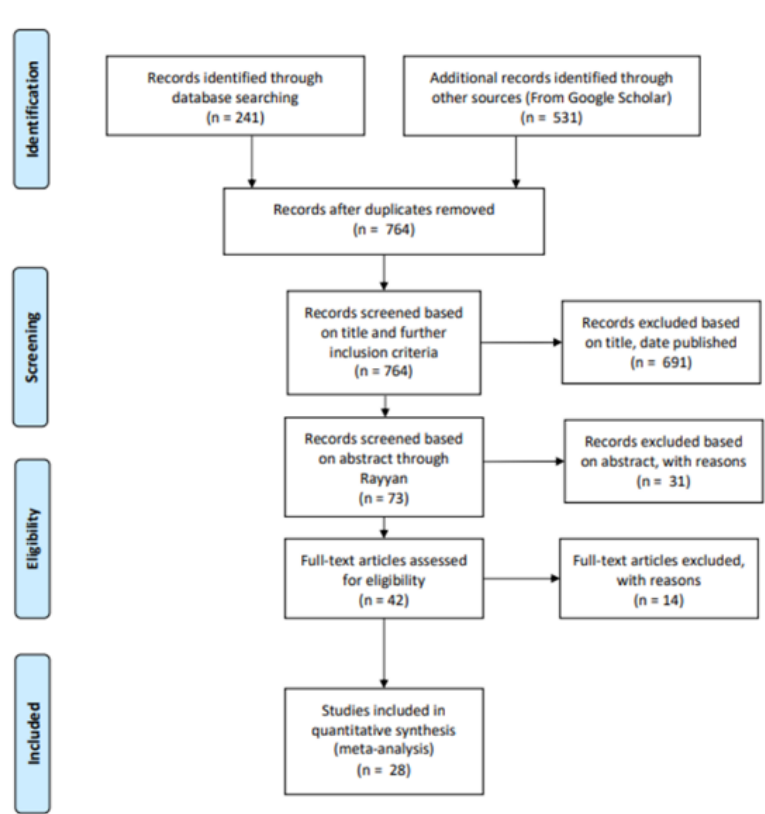 Identification
Records identified through
database searching
(n = 241)
Additional records identified through
other sources (From Google Scholar)
(n = 531)
Records after duplicates removed
(n = 764)
Screening
Records screened based
on title and further
inclusion criteria
(n = 764)
Records excluded based
on title, date published
(n = 691)
Records screened based
on abstract through
Rayyan
(n = 73)
Records excluded based
on abstract, with reasons
(n = 31)
Eligibility
Full-text articles assessed
for eligibility
(n = 42)
Full-text articles excluded,
with reasons
(n = 14)
Included
Studies included in
quantitative synthesis
(meta-analysis)
(n = 28)